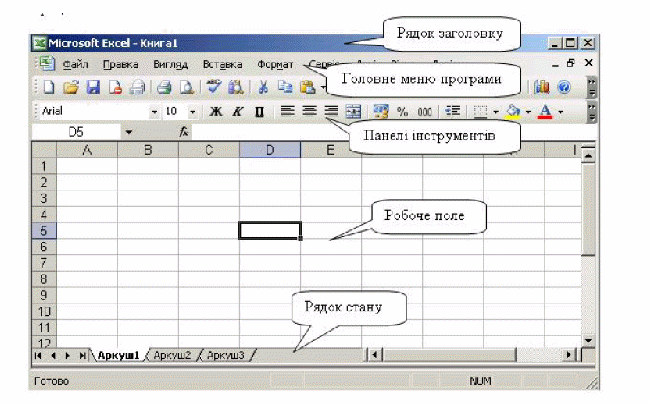 Рядок заголовку
Microsoft Excel - Книга1
Файл Правка Вигляд Вставка Формат
Головне меню програми
Arial 10 Ж К П % 000 А
Панелі інструментів
D5 fx
A B C D E
1
2
3
4
Робоче поле
5
6
7
8
9
Рядок стану
10
11
12
Аркуш1 Аркуш2 Аркуш3
Готово NUM